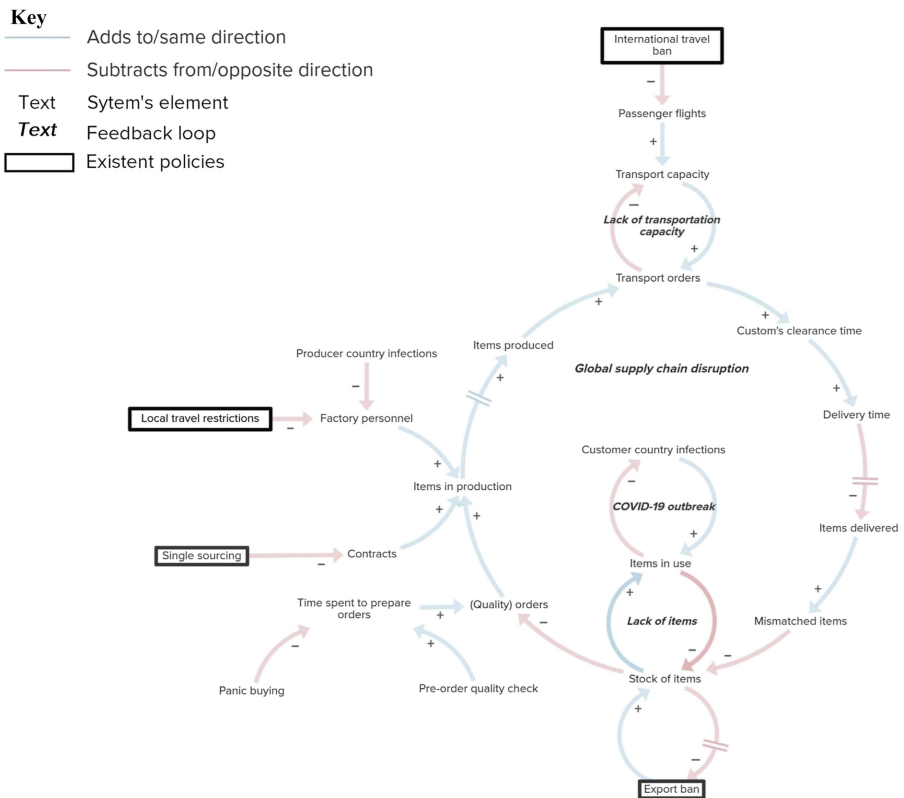 Key
Adds to/same direction
Subtracts from/opposite direction
Text Sytem's element
Text Feedback loop
Existent policies
International travel
ban
−
Passenger flights
+
Transport capacity
−
Lack of transportation
capacity
+
Transport orders
+
+
Custom's clearance time
Items produced
Producer country infections
Global supply chain disruption
+
−
+
Delivery time
Local travel restrictions
−
Factory personnel
Customer country infections
+
−
Items in production
−
COVID-19 outbreak
+
+
Items delivered
+
Single sourcing
−
Contracts
Items in use
+
+
Time spent to prepare
orders
+
(Quality) orders
−
Lack of items
Mismatched items
−
+
−
−
Panic buying
Pre-order quality check
Stock of items
+
−
Export ban